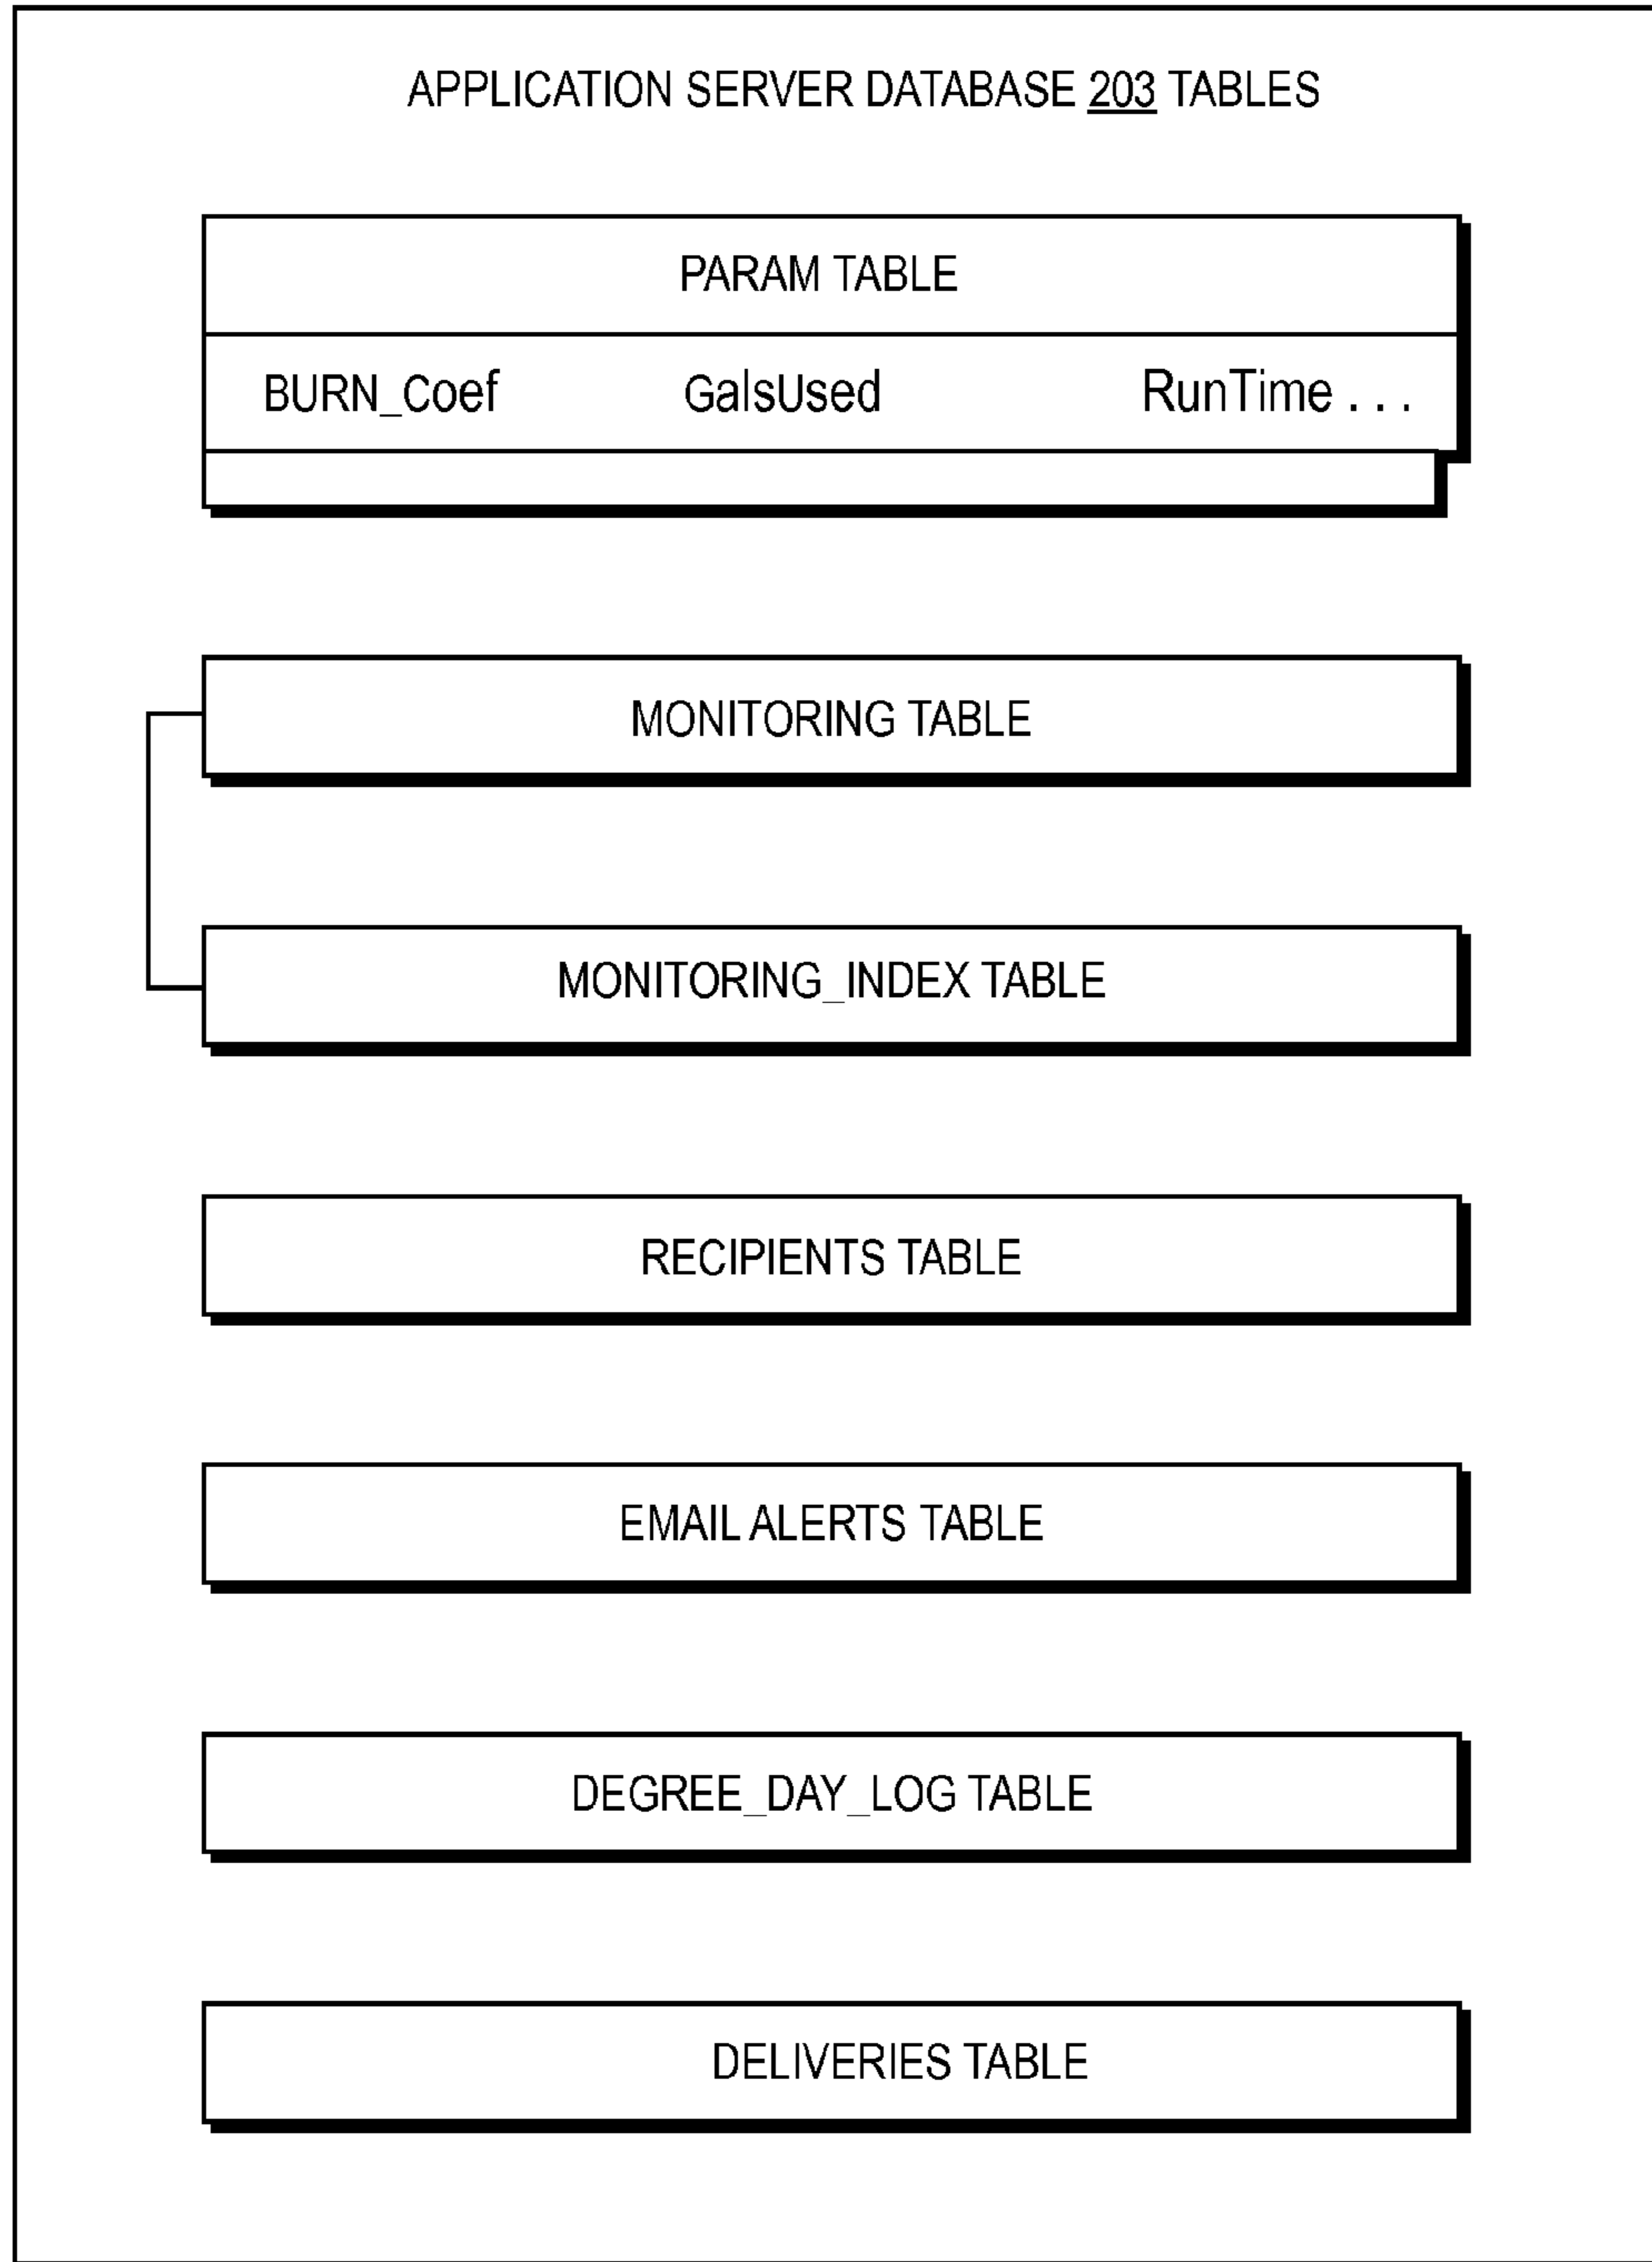 APPLICATION SERVER DATABASE 203 TABLES
PARAM TABLE
BURN_Coef GalsUsed RunTime . . .
MONITORING TABLE
MONITORING_INDEX TABLE
RECIPIENTS TABLE
EMAIL ALERTS TABLE
DEGREE_DAY_LOG TABLE
DELIVERIES TABLE